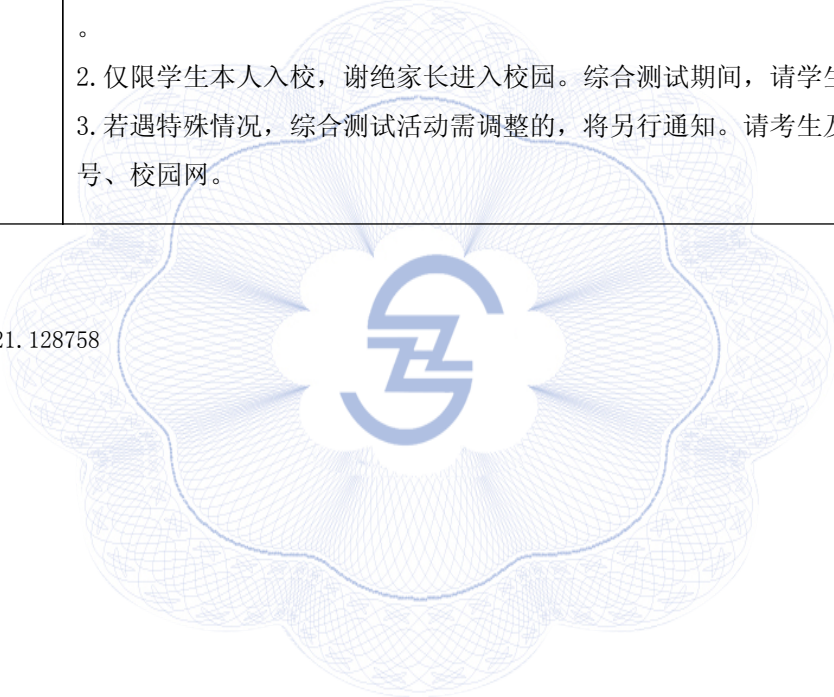 。
2.仅限学生本人入校，谢绝家长进入校园。综合测试期间，请学生
3.若遇特殊情况，综合测试活动需调整的，将另行通知。请考生及
号、校园网。
21.128758